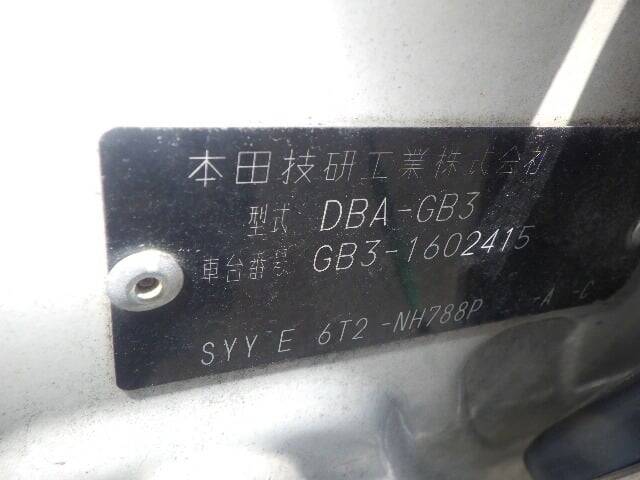 本田技研工業株式会社
型式 DBA-GB3
車台番号 GB3-1602415
SYY E 6T2 -NH788P -A -C